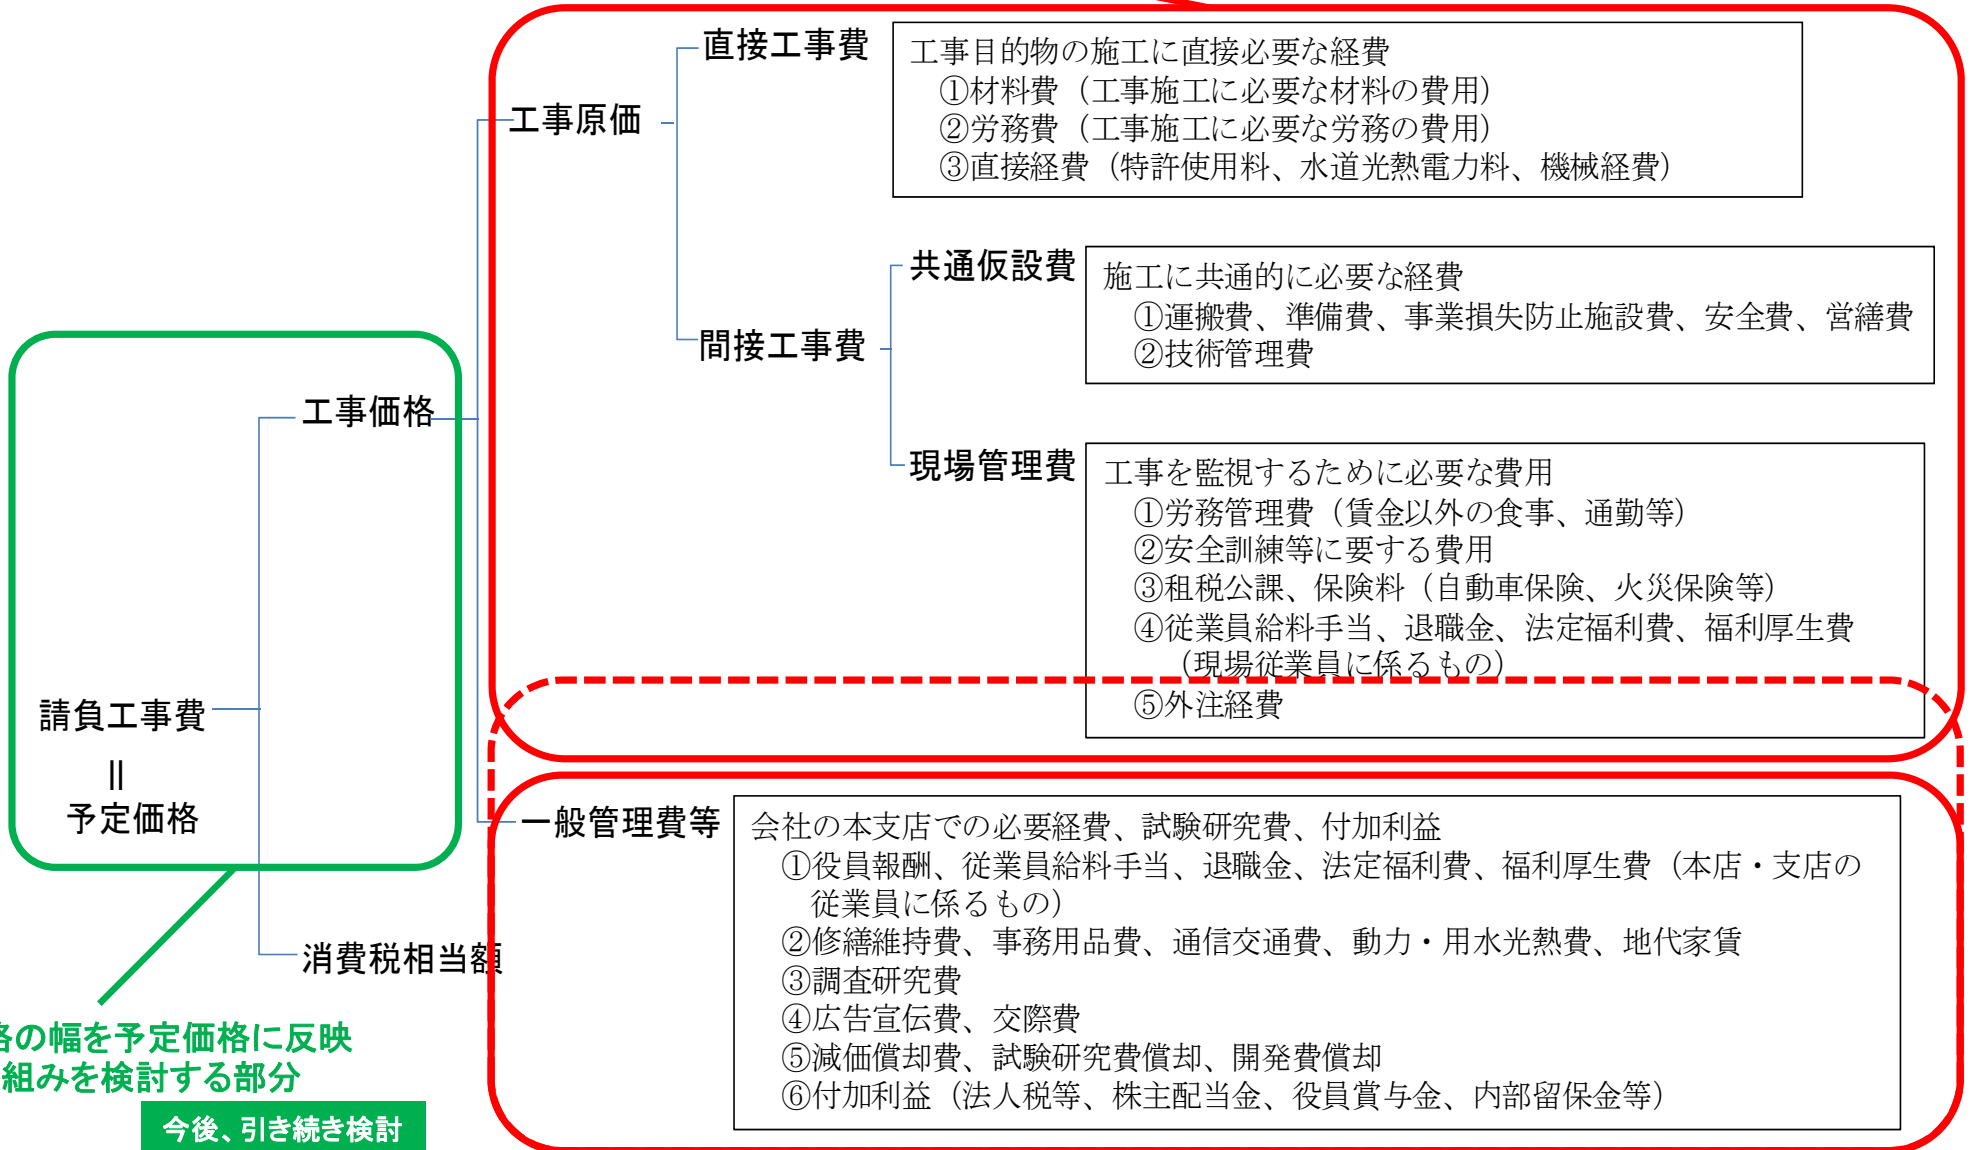 直接工事費
工事目的物の施工に直接必要な経費
①材料費（工事施工に必要な材料の費用）
②労務費（工事施工に必要な労務の費用）
③直接経費（特許使用料、水道光熱電力料、機械経費）
工事原価
共通仮設費
施工に共通的に必要な経費
①運搬費、準備費、事業損失防止施設費、安全費、営繕費
②技術管理費
間接工事費
工事価格
現場管理費
工事を監視するために必要な費用
①労務管理費（賃金以外の食事、通勤等）
②安全訓練等に要する費用
③租税公課、保険料（自動車保険、火災保険等）
④従業員給料手当、退職金、法定福利費、福利厚生費
（現場従業員に係るもの）
⑤外注経費
請負工事費
||
予定価格
一般管理費等
会社の本支店での必要経費、試験研究費、付加利益
①役員報酬、従業員給料手当、退職金、法定福利費、福利厚生費（本店・支店の
従業員に係るもの）
②修繕維持費、事務用品費、通信交通費、動力・用水光熱費、地代家賃
③調査研究費
④広告宣伝費、交際費
⑤減価償却費、試験研究費償却、開発費償却
⑥付加利益（法人税等、株主配当金、役員賞与金、内部留保金等）
消費税相当額
格の幅を予定価格に反映
組みを検討する部分
今後、引き続き検討